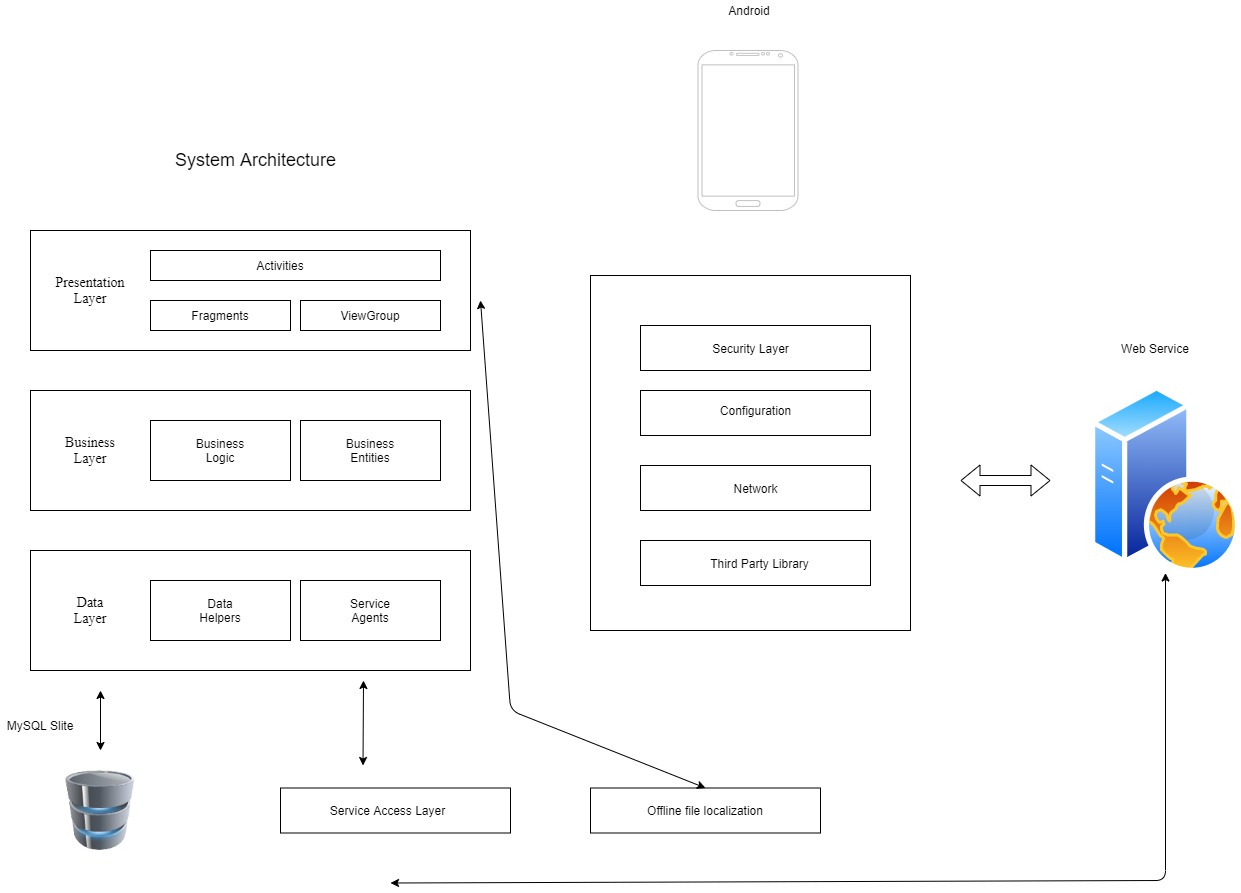 Android
System Architecture
Presentation
Layer
Activities
Fragments
ViewGroup
Business
Layer
Business
Logic
Business
Entities
Data
Layer
Data
Helpers
Service
Agents
MySQL Slite
Service Access Layer
Offline file localization
Security Layer
Configuration
Network
Third Party Library
Web Service